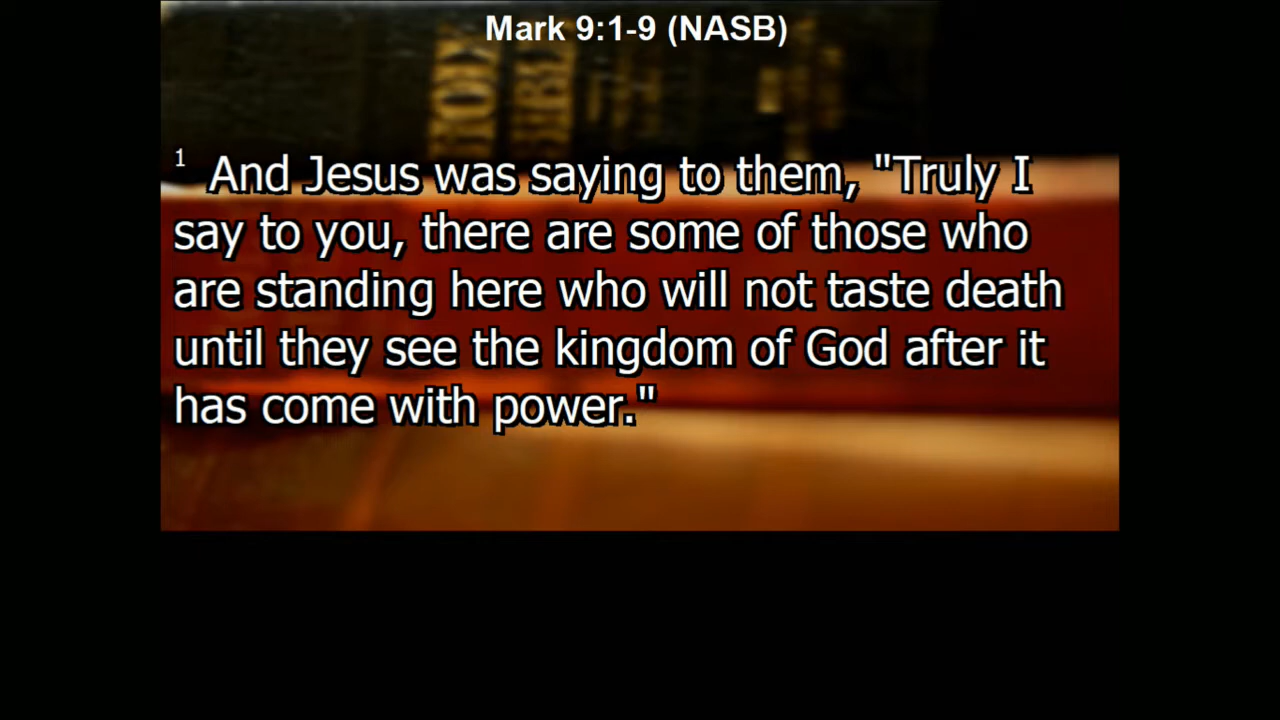 Mark 9:1-9 (NASB)
HOLY BIBLE
1 And Jesus was saying to them, "Truly I
say to you, there are some of those who
are standing here who will not taste death
until they see the kingdom of God after it
has come with power."